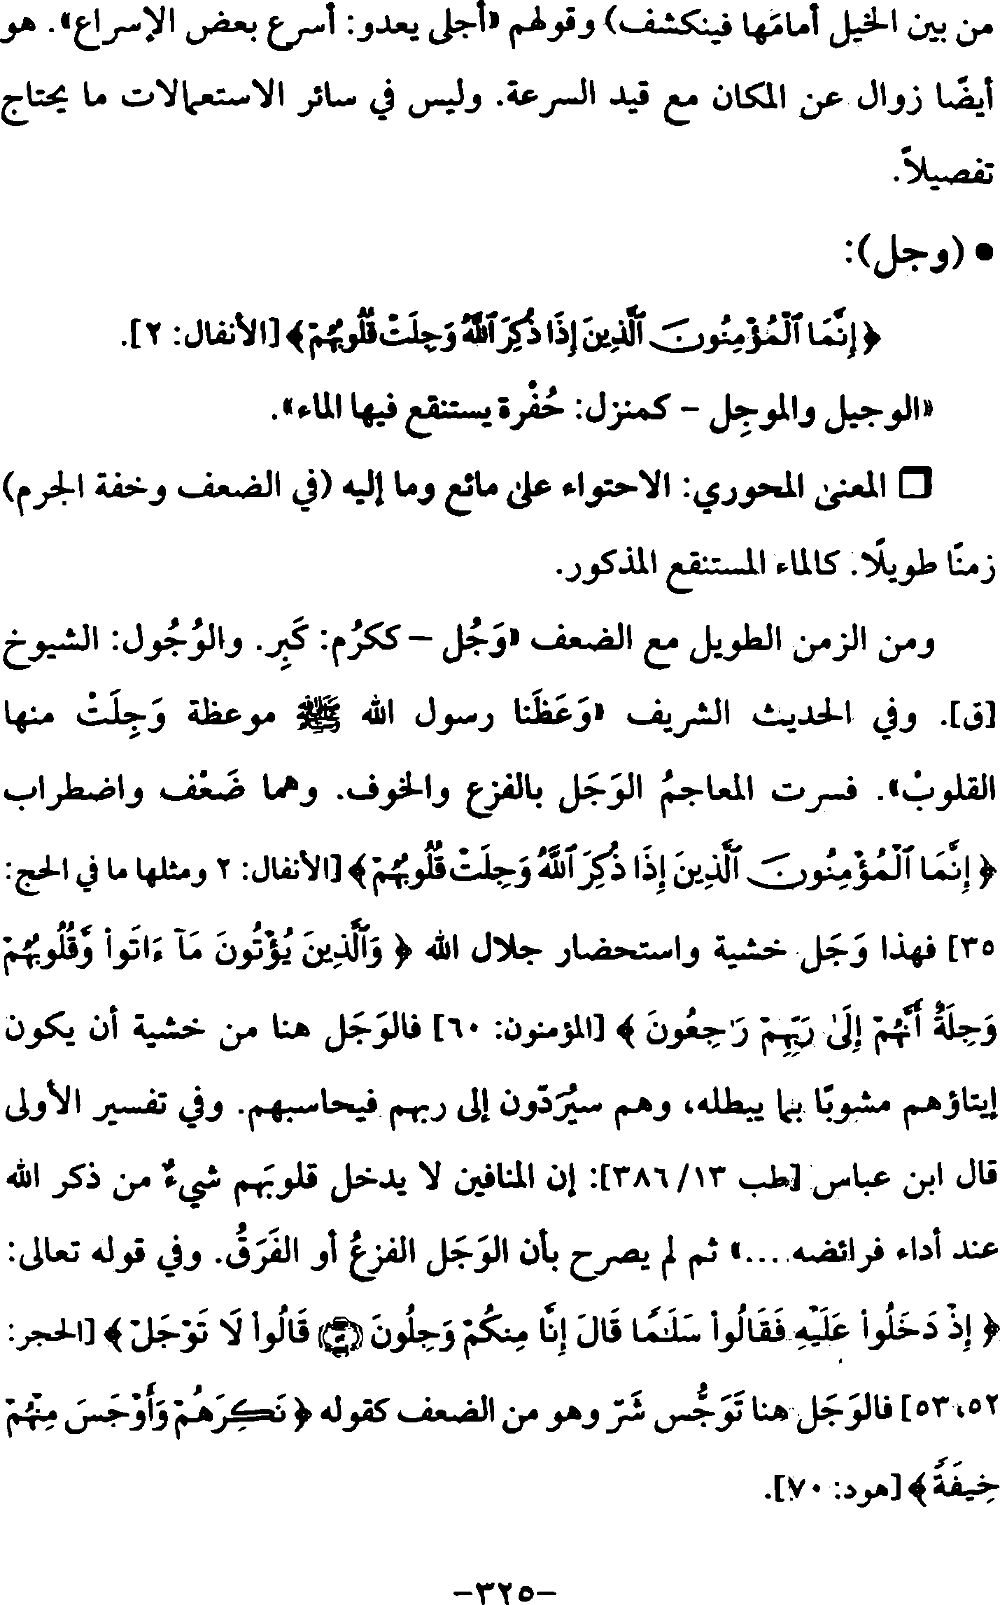 من بين الخيل أمامَها فينكشف) وقولهم «أجلى يعدو: أسرع بعض الإسراع». هو
أيضًا زوال عن المكان مع قيد السرعة. وليس في سائر الاستعمالات ما يحتاج
تفصيلاً.
• (وجل):
﴿ إِنَّمَا ٱلْمُؤْمِنُونَ ٱلَّذِينَ إِذَا ذُكِرَ ٱللَّهُ وَجِلَتْ قُلُوبُهُمْ ﴾ [الأنفال: ٢].
«الوجيل والموجِل – كمنزل: حُفْرة يستنقع فيها الماء».
❒ المعنى المحوري: الاحتواء على مائع وما إليه (في الضعف وخفة الجرم)
زمنًا طويلًا. كالماء المستنقع المذكور.
ومن الزمن الطويل مع الضعف «وَجُل – ككرُم: كَبِر. والوُجُول: الشيوخ
[ق]. وفي الحديث الشريف «وَعَظَنا رسول الله ﷺ موعظة وَجِلَتْ منها
القلوبُ». فسرت المعاجمُ الوَجَل بالفزع والخوف. وهما ضَعْف واضطراب
﴿ إِنَّمَا ٱلْمُؤْمِنُونَ ٱلَّذِينَ إِذَا ذُكِرَ ٱللَّهُ وَجِلَتْ قُلُوبُهُمْ ﴾ [الأنفال: ٢ ومثلها ما في الحج:
٣٥] فهذا وَجَل خشية واستحضار جلال الله ﴿ وَٱلَّذِينَ يُؤْتُونَ مَآ ءَاتَوا۟ وَّقُلُوبُهُمْ
وَجِلَةٌ أَنَّهُمْ إِلَىٰ رَبِّهِمْ رَٰجِعُونَ ﴾ [المؤمنون: ٦٠] فالوَجَل هنا من خشية أن يكون
إيتاؤهم مشوبًا بما يبطله، وهم سيُرَدّون إلى ربهم فيحاسبهم. وفي تفسير الأولى
قال ابن عباس [طب ١٣/ ٣٨٦]: إن المنافين لا يدخل قلوبَهم شيءٌ من ذكر الله
عند أداء فرائضه....» ثم لم يصرح بأن الوَجَل الفزعُ أو الفَرَقُ. وفي قوله تعالى:
﴿ إِذْ دَخَلُوا۟ عَلَيْهِ فَقَالُوا۟ سَلَـٰمًا قَالَ إِنَّا مِنكُمْ وَجِلُونَ ۝ قَالُوا۟ لَا تَوْجَلْ ﴾ [الحجر:
٥٢، ٥٣] فالوَجَل هنا تَوَجُّس شَرّ وهو من الضعف كقوله ﴿ نَكِرَهُمْ وَأَوْجَسَ مِنْهُمْ
خِيفَةً ﴾ [هود: ٧٠].
-٣٢٥-